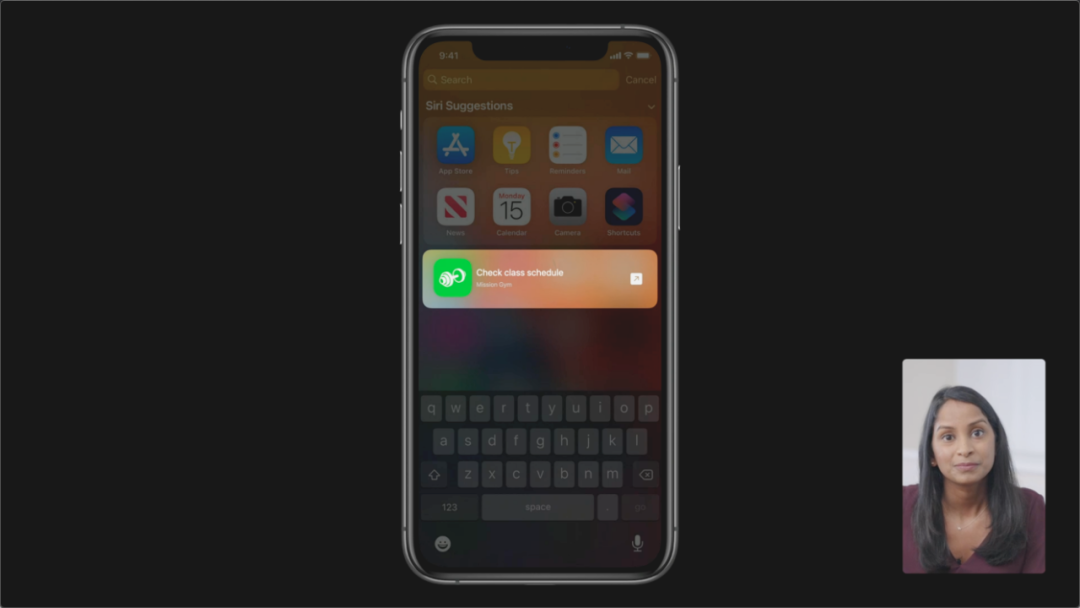 9:41
Search Cancel
Siri Suggestions
App Store Tips Reminders Mail
Monday
15
News Calendar Camera Shortcuts
Check class schedule
Mission Gym
q w e r t y u i o p
a s d f g h j k l
z x c v b n m
123 space . go